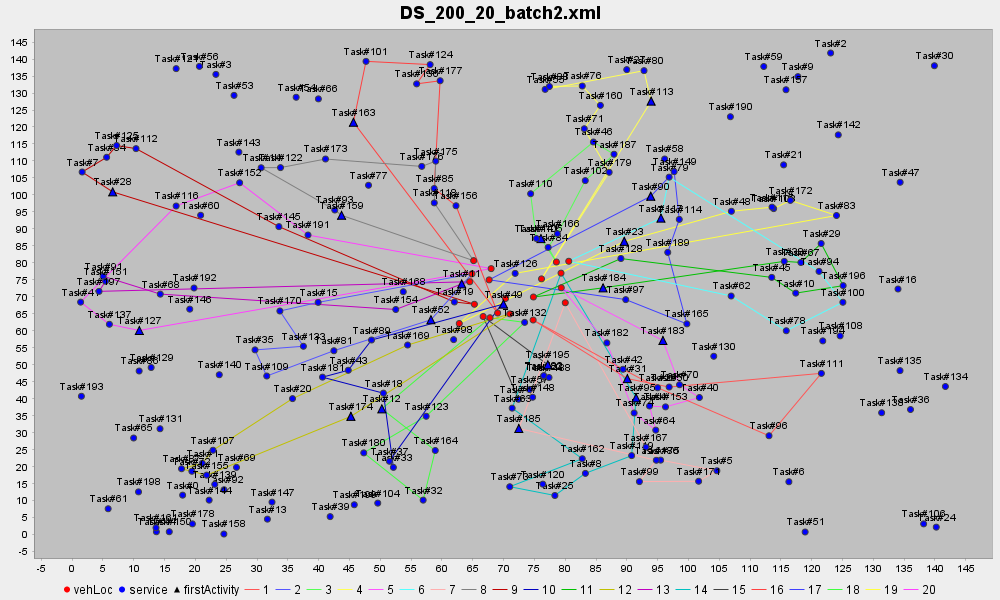 DS_200_20_batch2.xml
145
140
135
130
125
120
115
110
105
100
95
90
85
80
75
70
65
60
55
50
45
40
35
30
25
20
15
10
5
0
-5
-5 0 5 10 15 20 25 30 35 40 45 50 55 60 65 70 75 80 85 90 95 100 105 110 115 120 125 130 135 140 145
Task#2
Task#101 Task#124
Task#56 Task#59 Task#30
Task#3 Task#177 Task#80 Task#9
Task#53 Task#66 Task#76 Task#113 Task#157
Task#160
Task#163 Task#71 Task#190
Task#125 Task#112 Task#46 Task#142
Task#143 Task#173 Task#175 Task#187 Task#58
Task#7 Task#122 Task#179 Task#149 Task#21
Task#28 Task#152 Task#77 Task#85 Task#102 Task#79 Task#47
Task#110 Task#90 Task#172
Task#116 Task#93 Task#156 Task#48
Task#60 Task#159 Task#114 Task#83
Task#145 Task#191 Task#166 Task#23
Task#84 Task#128 Task#189 Task#29
Task#126 Task#67
Task#91 Task#151 Task#192 Task#11 Task#184 Task#45 Task#94 Task#196
Task#197 Task#68 Task#168 Task#97 Task#10 Task#16
Task#4 Task#146 Task#170 Task#15 Task#154 Task#19 Task#49 Task#62 Task#100
Task#137 Task#127 Task#52 Task#132 Task#165 Task#78
Task#133 Task#89 Task#98 Task#182 Task#183 Task#108
Task#35 Task#81 Task#169 Task#195 Task#130
Task#129 Task#140 Task#109 Task#181 Task#43 Task#42 Task#31 Task#70 Task#111 Task#135
Task#193 Task#20 Task#18 Task#148 Task#95 Task#153 Task#40 Task#134
Task#174 Task#12 Task#123 Task#185 Task#74 Task#138 Task#36
Task#65 Task#131 Task#64 Task#96
Task#107 Task#180 Task#37 Task#164 Task#162 Task#167
Task#155 Task#69 Task#33 Task#8 Task#5
Task#198 Task#139 Task#92 Task#120 Task#99 Task#6
Task#61 Task#0 Task#144 Task#147 Task#104 Task#32 Task#25
Task#178 Task#13 Task#39 Task#106
Task#150 Task#158 Task#51 Task#24
vehLoc service firstActivity 1 2 3 4 5 6 7 8 9 10 11 12 13 14 15 16 17 18 19 20